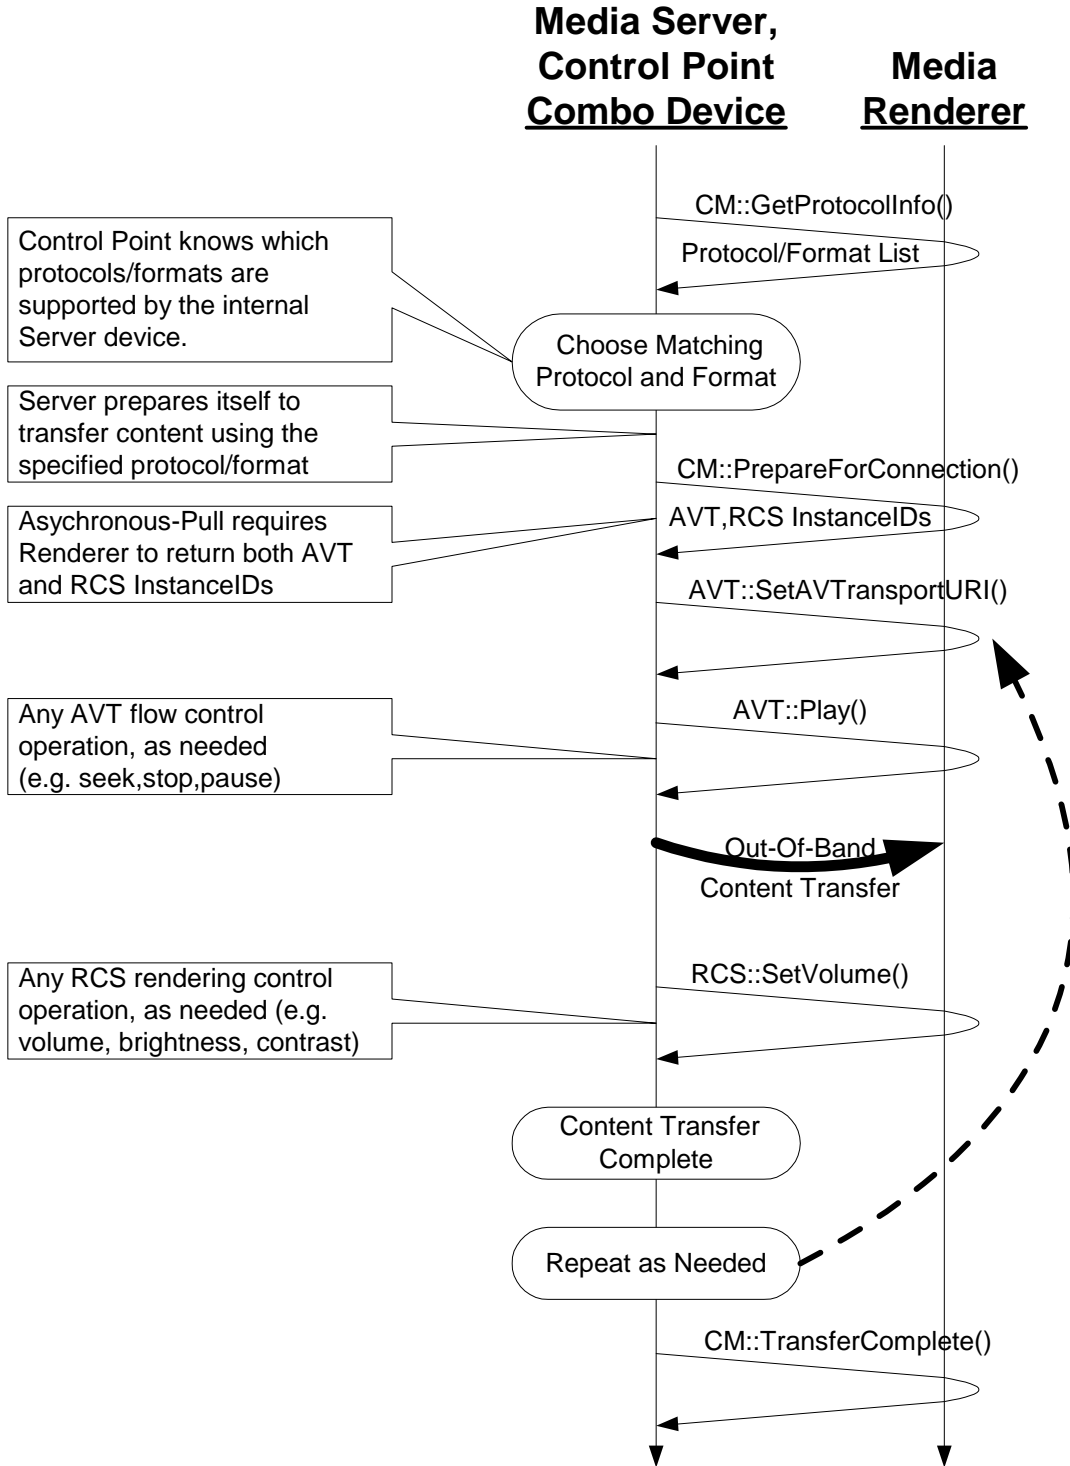 Media Server,
Control Point
Combo Device
Media
Renderer
CM::GetProtocolInfo()
Protocol/Format List
Control Point knows which
protocols/formats are
supported by the internal
Server device.
Choose Matching
Protocol and Format
Server prepares itself to
transfer content using the
specified protocol/format
CM::PrepareForConnection()
AVT,RCS InstanceIDs
Asychronous-Pull requires
Renderer to return both AVT
and RCS InstanceIDs
AVT::SetAVTransportURI()
Any AVT flow control
operation, as needed
(e.g. seek,stop,pause)
AVT::Play()
Out-Of-Band
Content Transfer
Any RCS rendering control
operation, as needed (e.g.
volume, brightness, contrast)
RCS::SetVolume()
Content Transfer
Complete
Repeat as Needed
CM::TransferComplete()